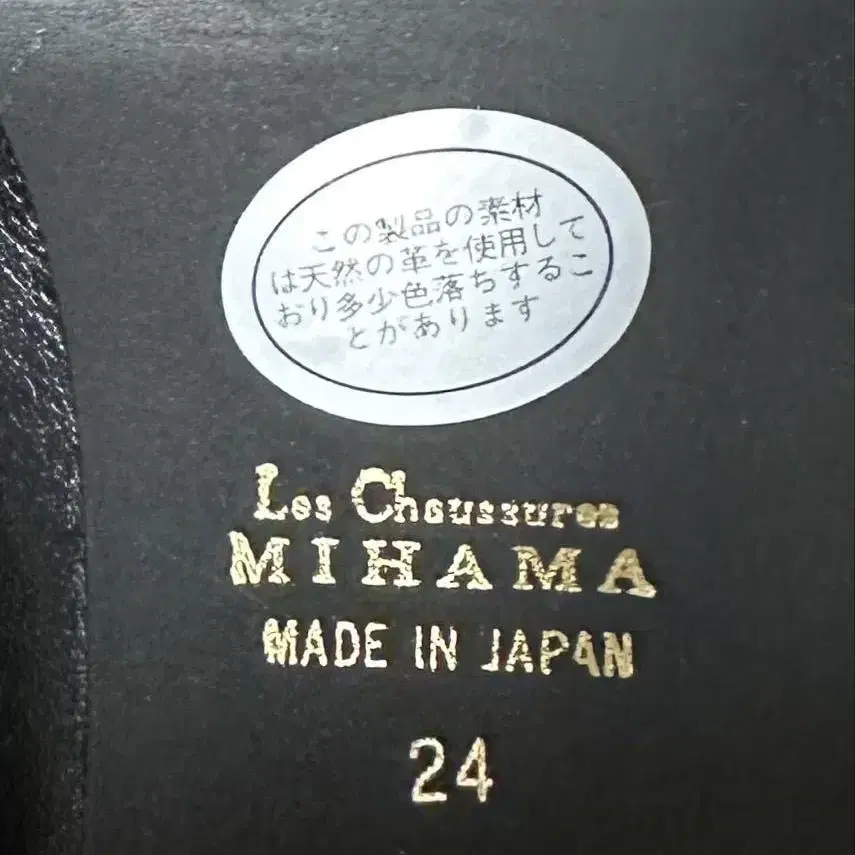 この製品の素材
は天然の革を使用して
おり多少色落ちするこ
とがあります
Les Chaussures
MIHAMA
MADE IN JAPAN
24